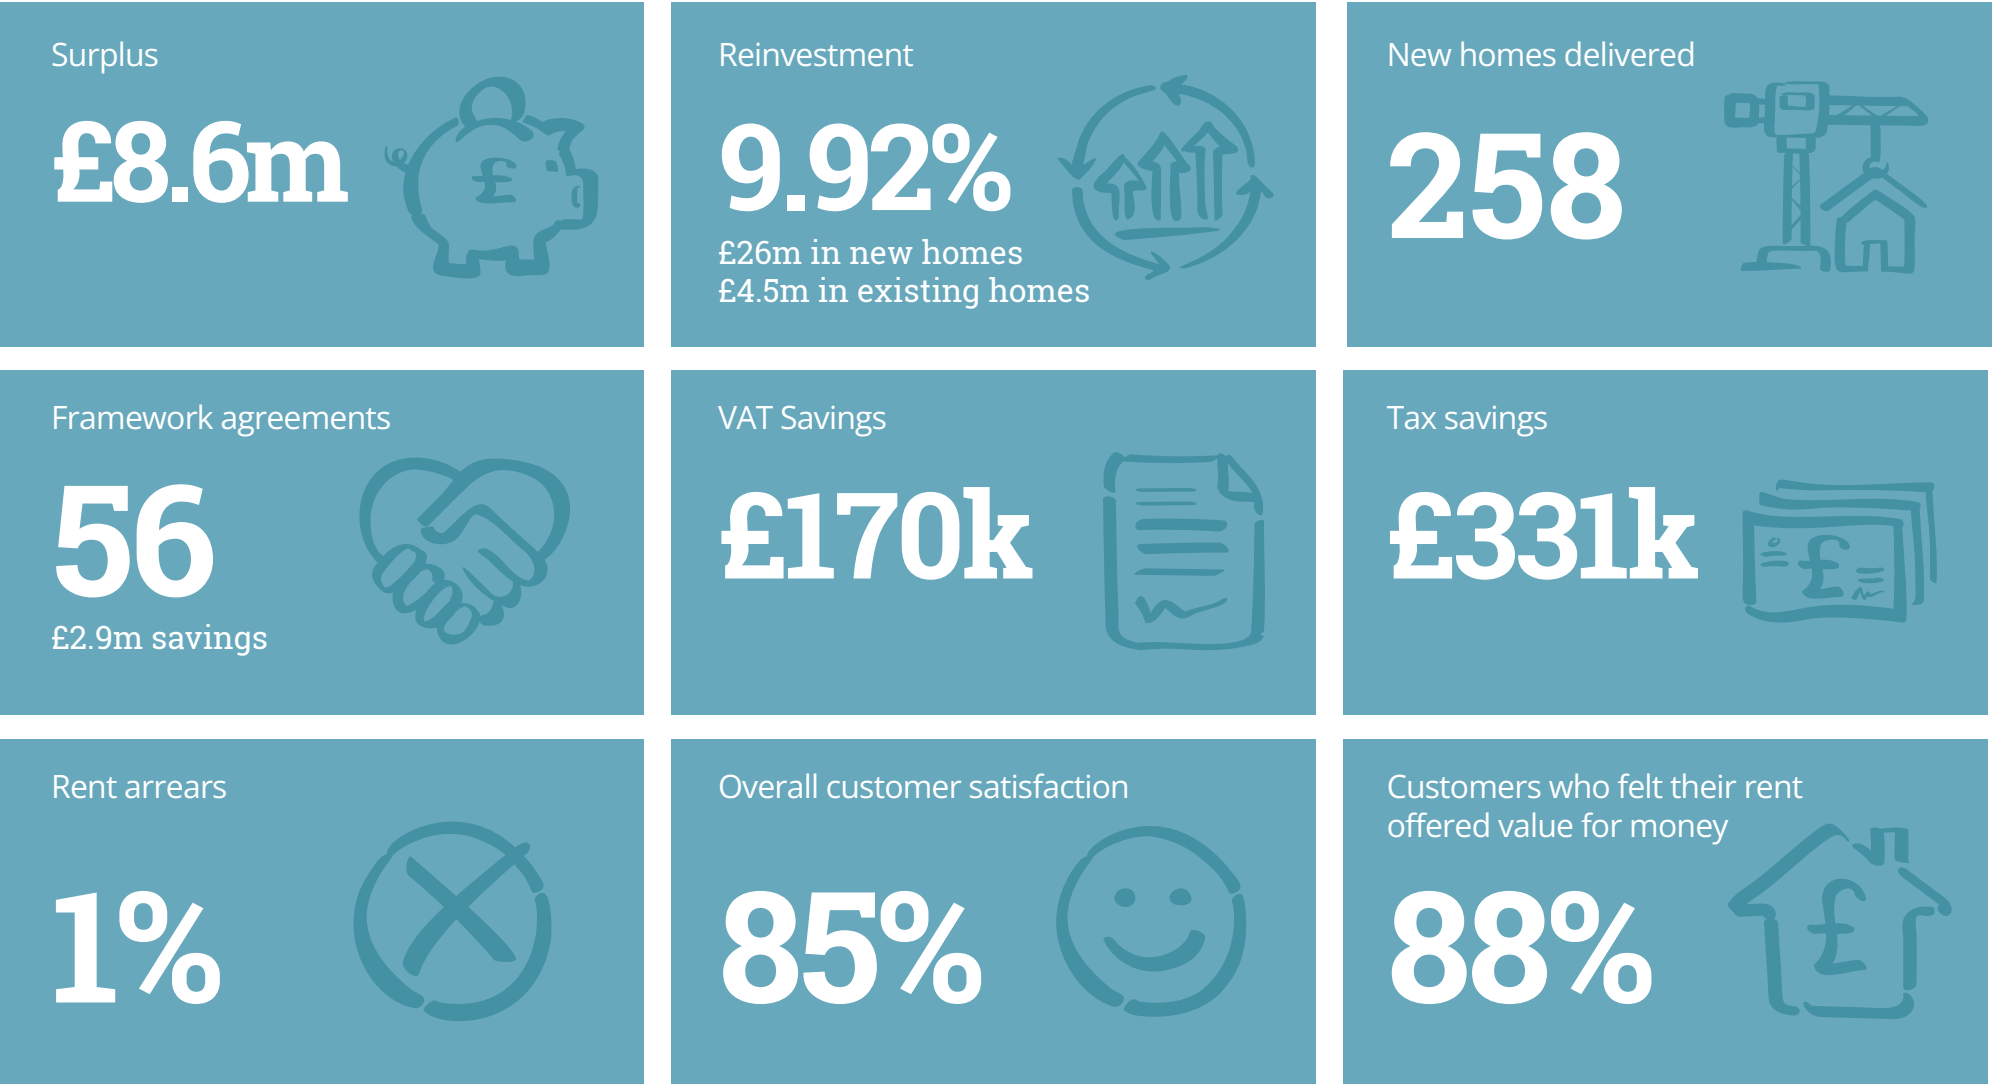 Surplus
£8.6m
£
Reinvestment
9.92%
£26m in new homes
£4.5m in existing homes
New homes delivered
258
Framework agreements
56
£2.9m savings
VAT Savings
£170k
Tax savings
£331k
£
Rent arrears
1%
Overall customer satisfaction
85%
Customers who felt their rent
offered value for money
88%
£